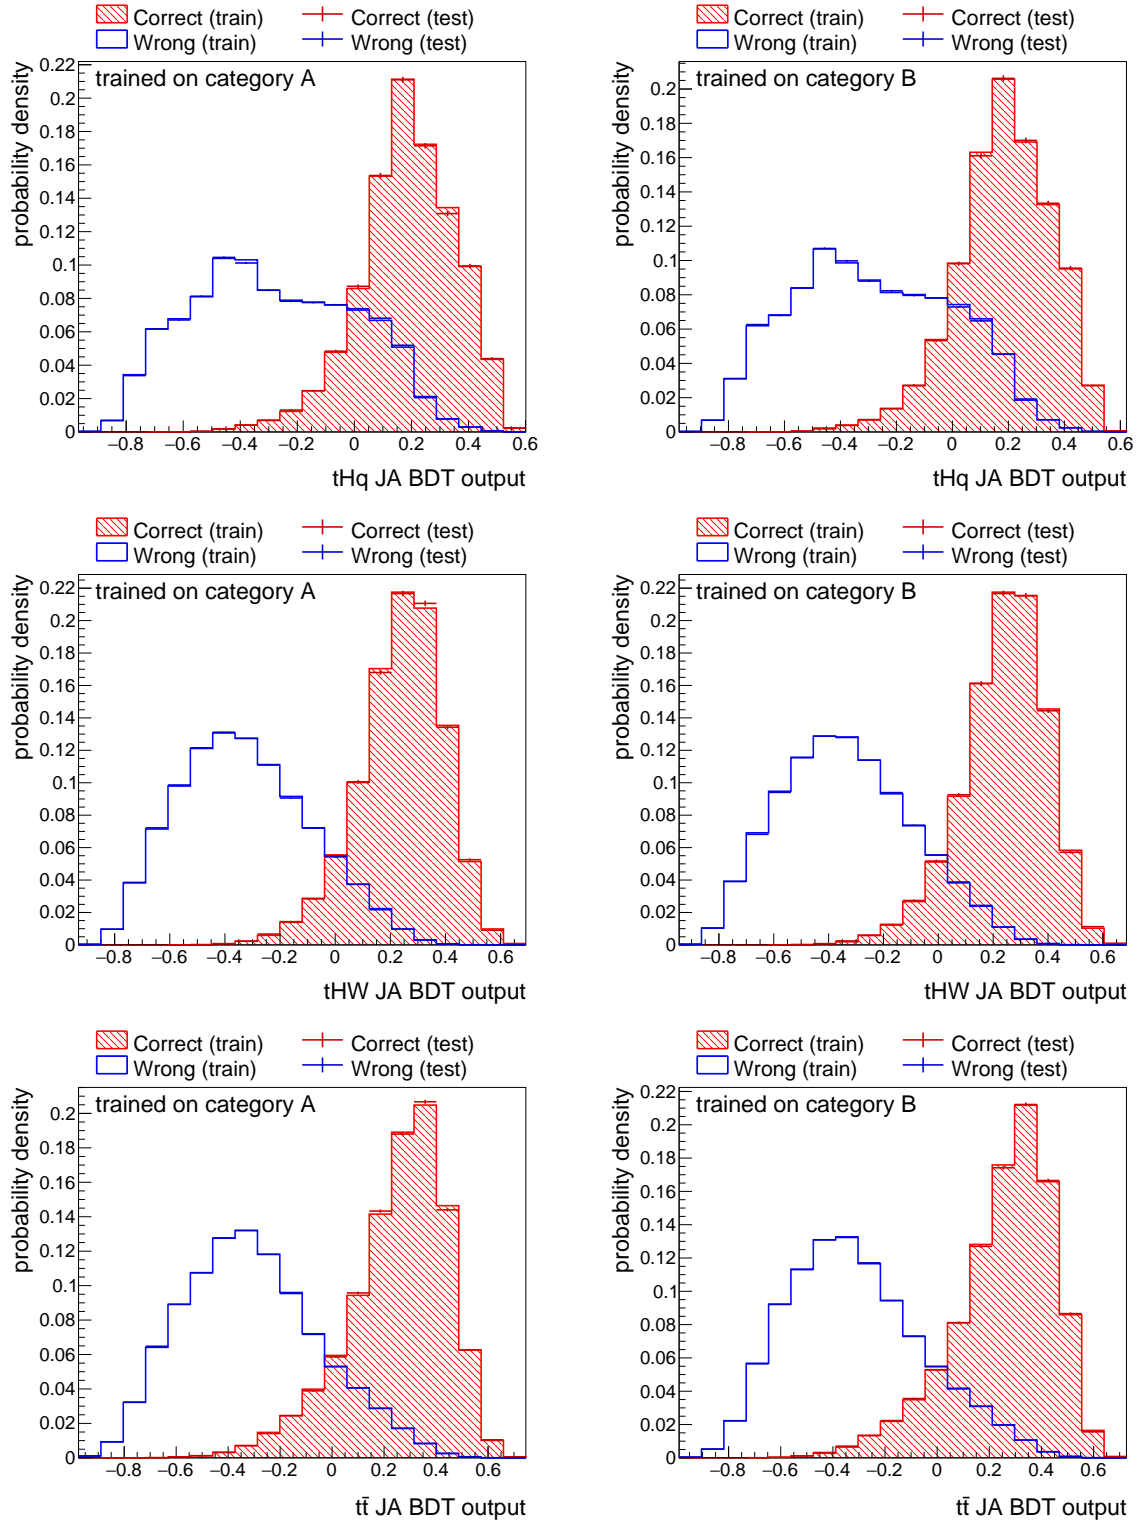 Correct (train) Correct (test)
Wrong (train) Wrong (test)
trained on category A
probability density
0.22
0.2
0.18
0.16
0.14
0.12
0.1
0.08
0.06
0.04
0.02
0
−0.8 −0.6 −0.4 −0.2 0 0.2 0.4 0.6
tHq JA BDT output
Correct (train) Correct (test)
Wrong (train) Wrong (test)
trained on category B
probability density
0.2
0.18
0.16
0.14
0.12
0.1
0.08
0.06
0.04
0.02
0
−0.8 −0.6 −0.4 −0.2 0 0.2 0.4 0.6
tHq JA BDT output
Correct (train) Correct (test)
Wrong (train) Wrong (test)
trained on category A
probability density
0.22
0.2
0.18
0.16
0.14
0.12
0.1
0.08
0.06
0.04
0.02
0
−0.8 −0.6 −0.4 −0.2 0 0.2 0.4 0.6
tHW JA BDT output
Correct (train) Correct (test)
Wrong (train) Wrong (test)
trained on category B
probability density
0.22
0.2
0.18
0.16
0.14
0.12
0.1
0.08
0.06
0.04
0.02
0
−0.8 −0.6 −0.4 −0.2 0 0.2 0.4 0.6
tHW JA BDT output
Correct (train) Correct (test)
Wrong (train) Wrong (test)
trained on category A
probability density
0.2
0.18
0.16
0.14
0.12
0.1
0.08
0.06
0.04
0.02
0
−0.8 −0.6 −0.4 −0.2 0 0.2 0.4 0.6
tt̄ JA BDT output
Correct (train) Correct (test)
Wrong (train) Wrong (test)
trained on category B
probability density
0.22
0.2
0.18
0.16
0.14
0.12
0.1
0.08
0.06
0.04
0.02
0
−0.8 −0.6 −0.4 −0.2 0 0.2 0.4 0.6
tt̄ JA BDT output